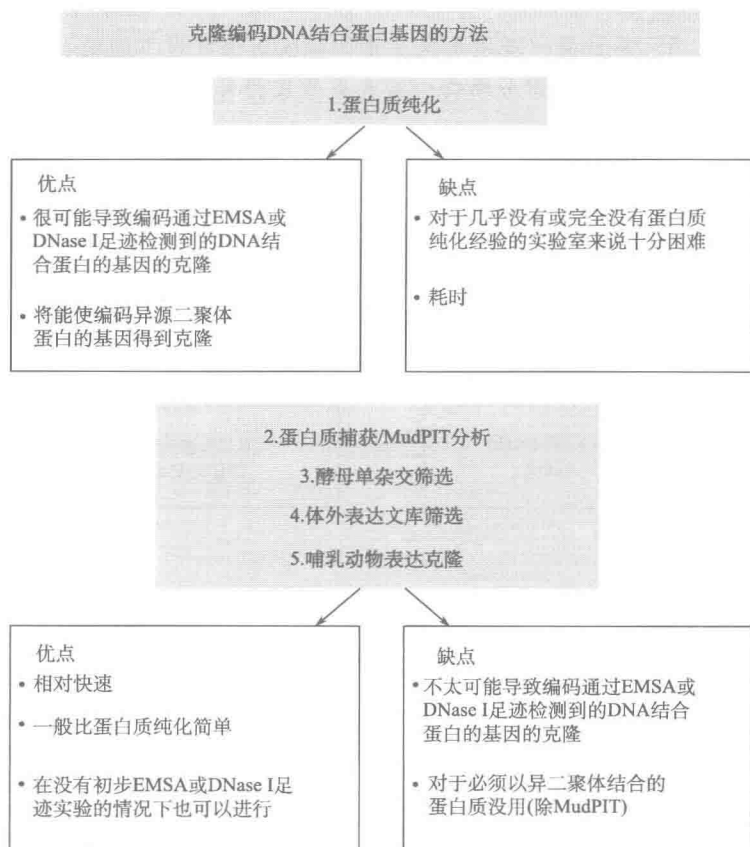 克隆编码DNA结合蛋白基因的方法
1.蛋白质纯化
优点
• 很可能导致编码通过EMSA或
DNase I足迹检测到的DNA结
合蛋白的基因的克隆
• 将能使编码异源二聚体
蛋白的基因得到克隆
缺点
• 对于几乎没有或完全没有蛋白质
纯化经验的实验室来说十分困难
• 耗时
2.蛋白质捕获/MudPIT分析
3.酵母单杂交筛选
4.体外表达文库筛选
5.哺乳动物表达克隆
优点
• 相对快速
• 一般比蛋白质纯化简单
• 在没有初步EMSA或DNase I足
迹实验的情况下也可以进行
缺点
• 不太可能导致编码通过EMSA或
DNase I足迹检测到的DNA结合
蛋白的基因的克隆
• 对于必须以异二聚体结合的
蛋白质没用(除MudPIT)